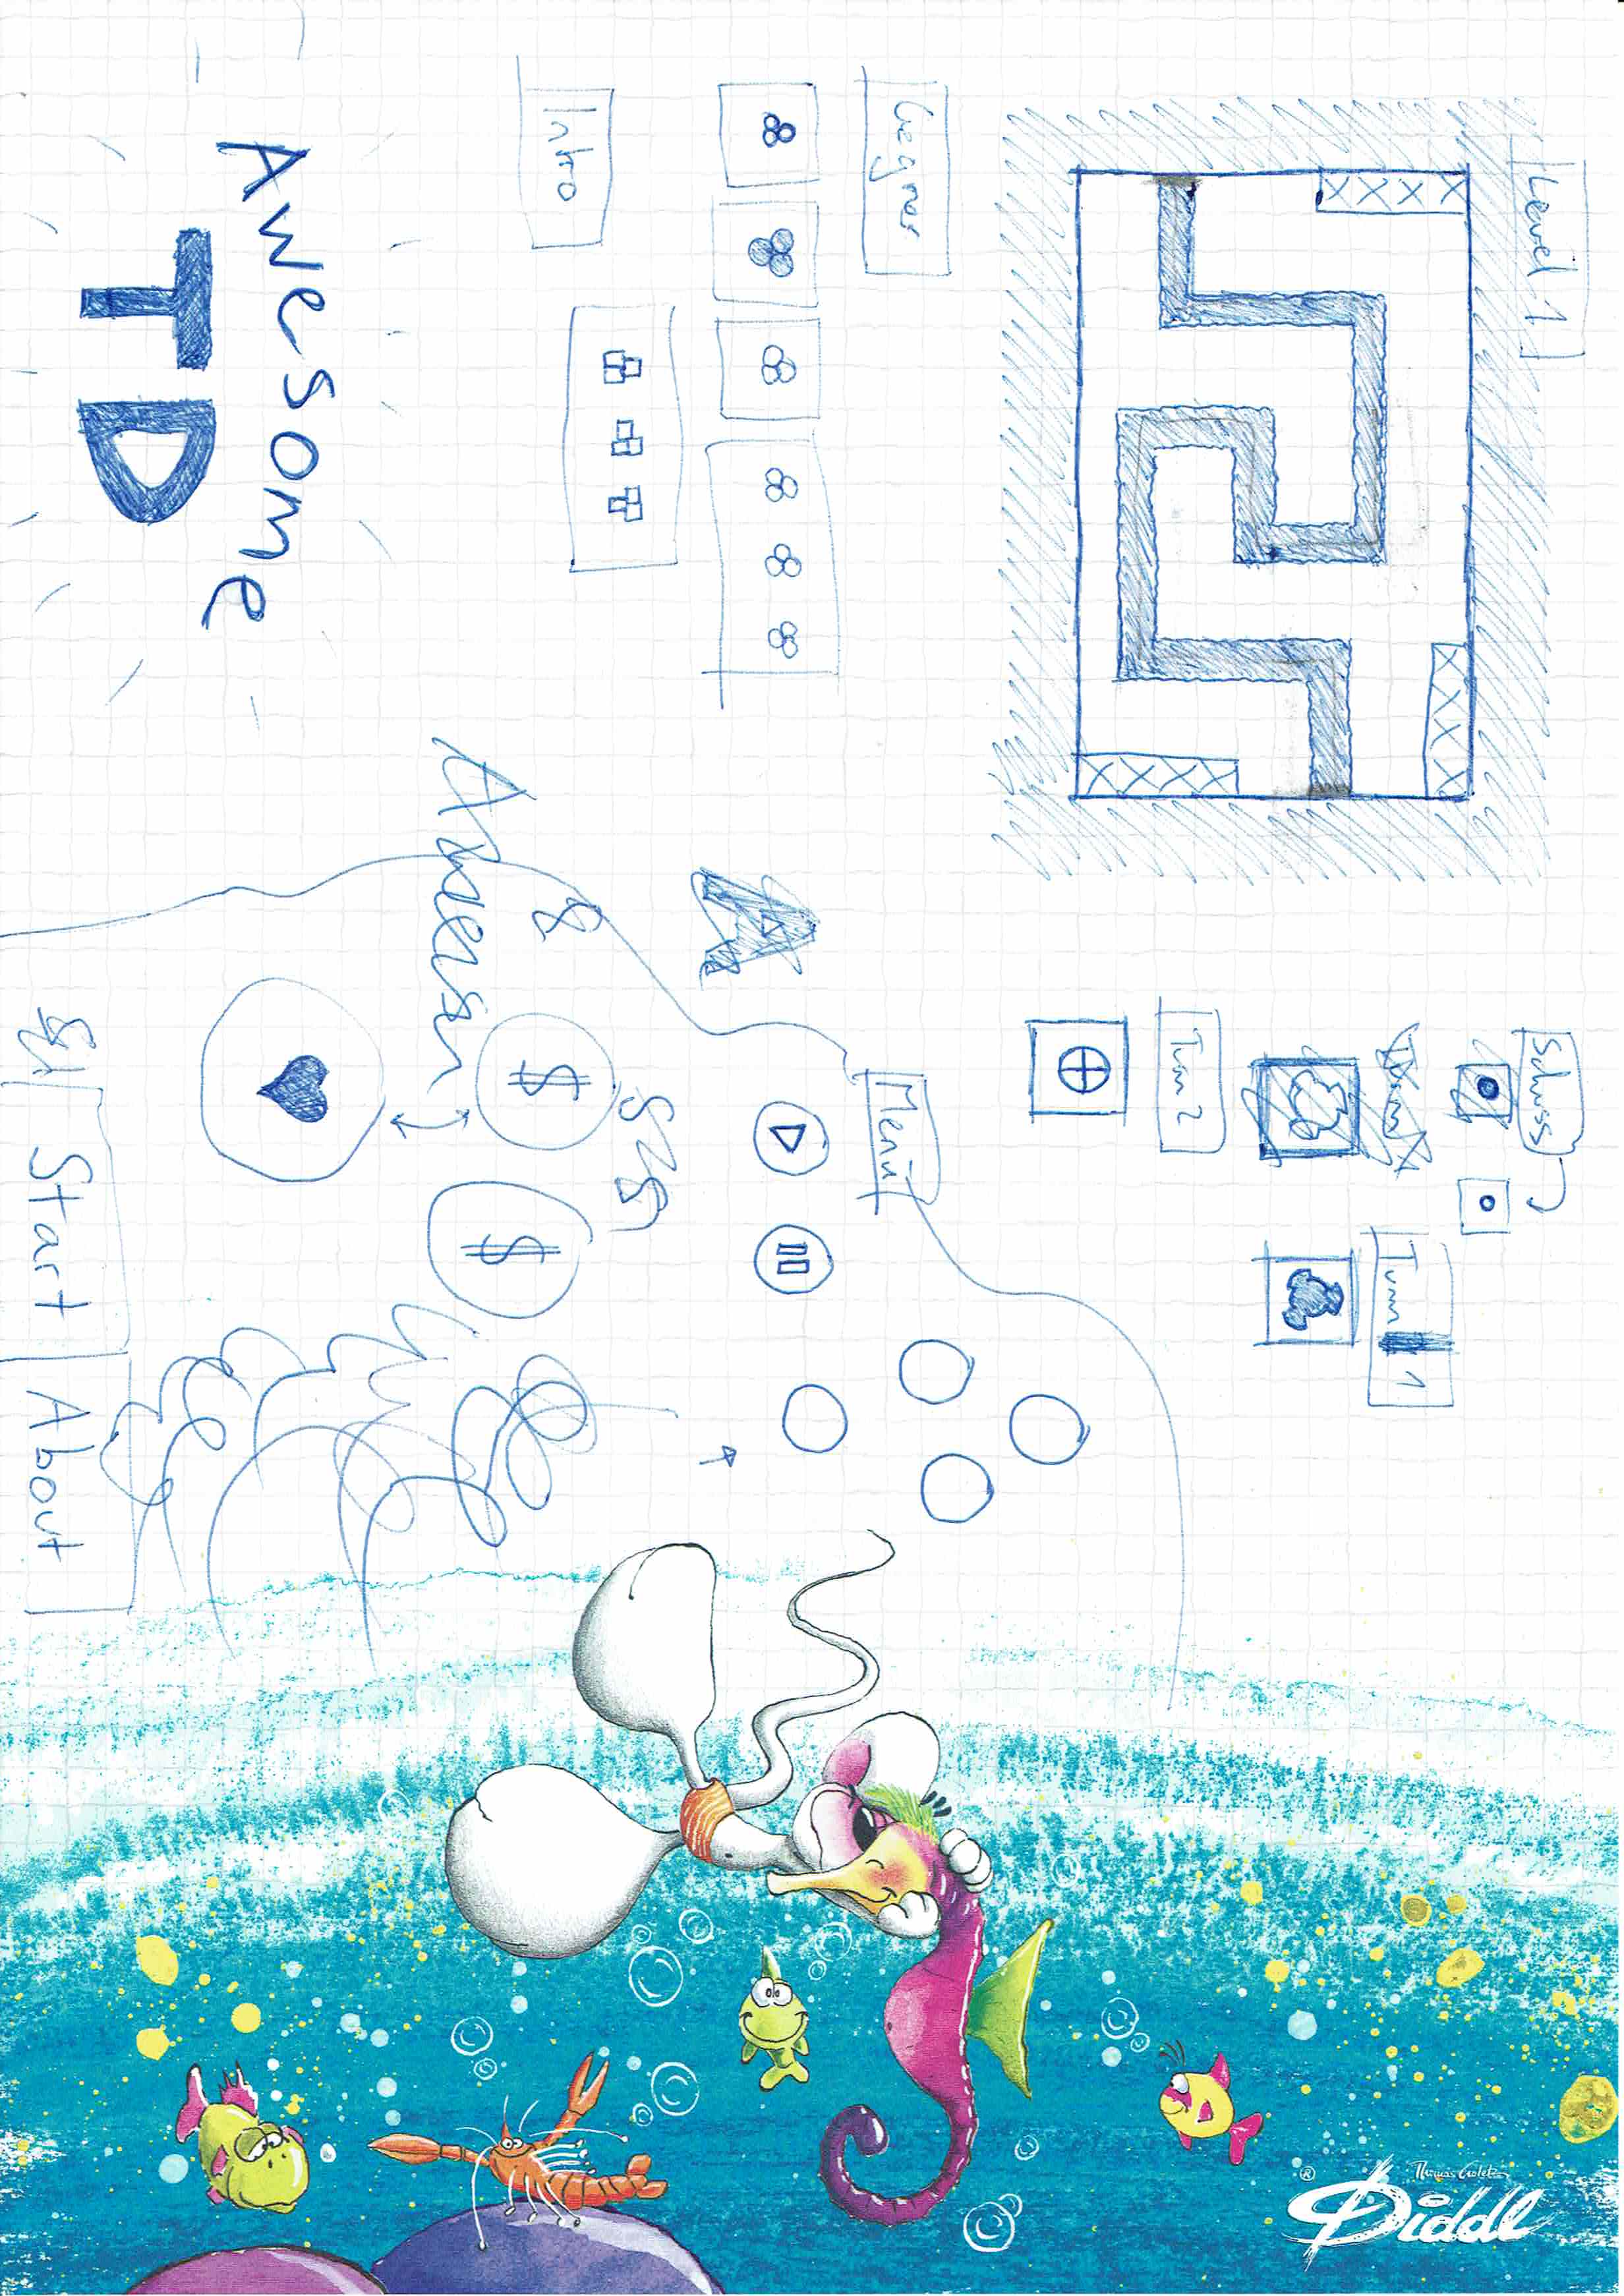 Level 1
Schuss
Turm 1
Turm 2
Gegner
Menü
Intro
$
$
Awesome
TD
Start
About
A
Diddl
®